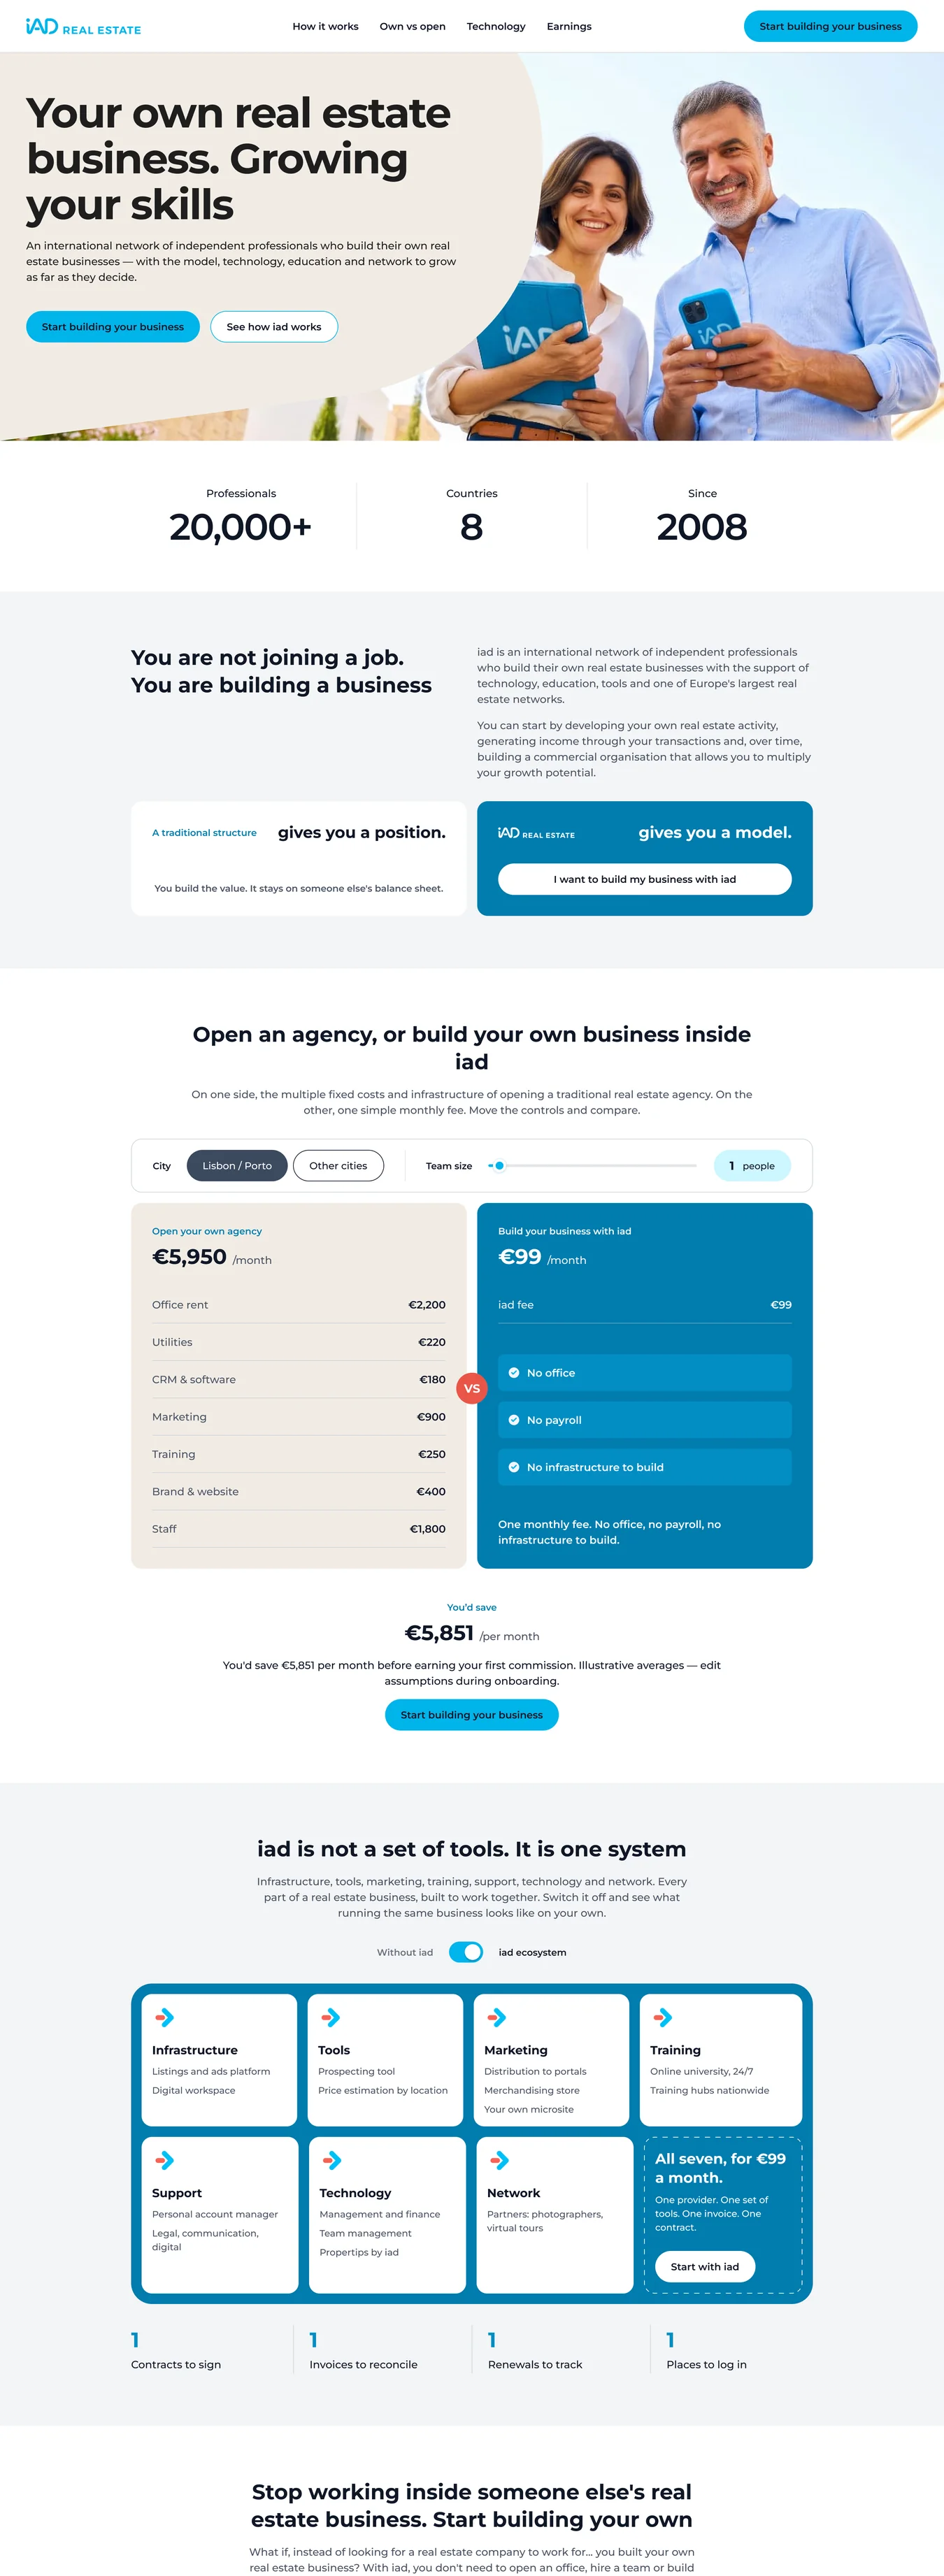 iAD REAL ESTATE
How it works
Own vs open
Technology
Earnings
Start building your business
Your own real estate
business. Growing
your skills
An international network of independent professionals who build their own real
estate businesses — with the model, technology, education and network to grow
as far as they decide.
Start building your business
See how iad works
iAD
iAD
Professionals
20,000+
Countries
8
Since
2008
You are not joining a job.
You are building a business
iad is an international network of independent professionals
who build their own real estate businesses with the support of
technology, education, tools and one of Europe's largest real
estate networks.
You can start by developing your own real estate activity,
generating income through your transactions and, over time,
building a commercial organisation that allows you to multiply
your growth potential.
A traditional structure
gives you a position.
You build the value. It stays on someone else's balance sheet.
iAD REAL ESTATE
gives you a model.
I want to build my business with iad
Open an agency, or build your own business inside
iad
On one side, the multiple fixed costs and infrastructure of opening a traditional real estate agency. On the
other, one simple monthly fee. Move the controls and compare.
City
Lisbon / Porto
Other cities
Team size
1 people
Open your own agency
€5,950 /month
Office rent €2,200
Utilities €220
CRM & software €180
Marketing €900
Training €250
Brand & website €400
Staff €1,800
VS
Build your business with iad
€99 /month
iad fee €99
No office
No payroll
No infrastructure to build
One monthly fee. No office, no payroll, no
infrastructure to build.
You'd save
€5,851 /per month
You'd save €5,851 per month before earning your first commission. Illustrative averages — edit
assumptions during onboarding.
Start building your business
iad is not a set of tools. It is one system
Infrastructure, tools, marketing, training, support, technology and network. Every
part of a real estate business, built to work together. Switch it off and see what
running the same business looks like on your own.
Without iad
iad ecosystem
Infrastructure
Listings and ads platform
Digital workspace
Tools
Prospecting tool
Price estimation by location
Marketing
Distribution to portals
Merchandising store
Your own microsite
Training
Online university, 24/7
Training hubs nationwide
Support
Personal account manager
Legal, communication,
digital
Technology
Management and finance
Team management
Propertips by iad
Network
Partners: photographers,
virtual tours
All seven, for €99
a month.
One provider. One set of
tools. One invoice. One
contract.
Start with iad
1
Contracts to sign
1
Invoices to reconcile
1
Renewals to track
1
Places to log in
Stop working inside someone else's real
estate business. Start building your own
What if, instead of looking for a real estate company to work for... you built your own
real estate business? With iad, you don't need to open an office, hire a team or build